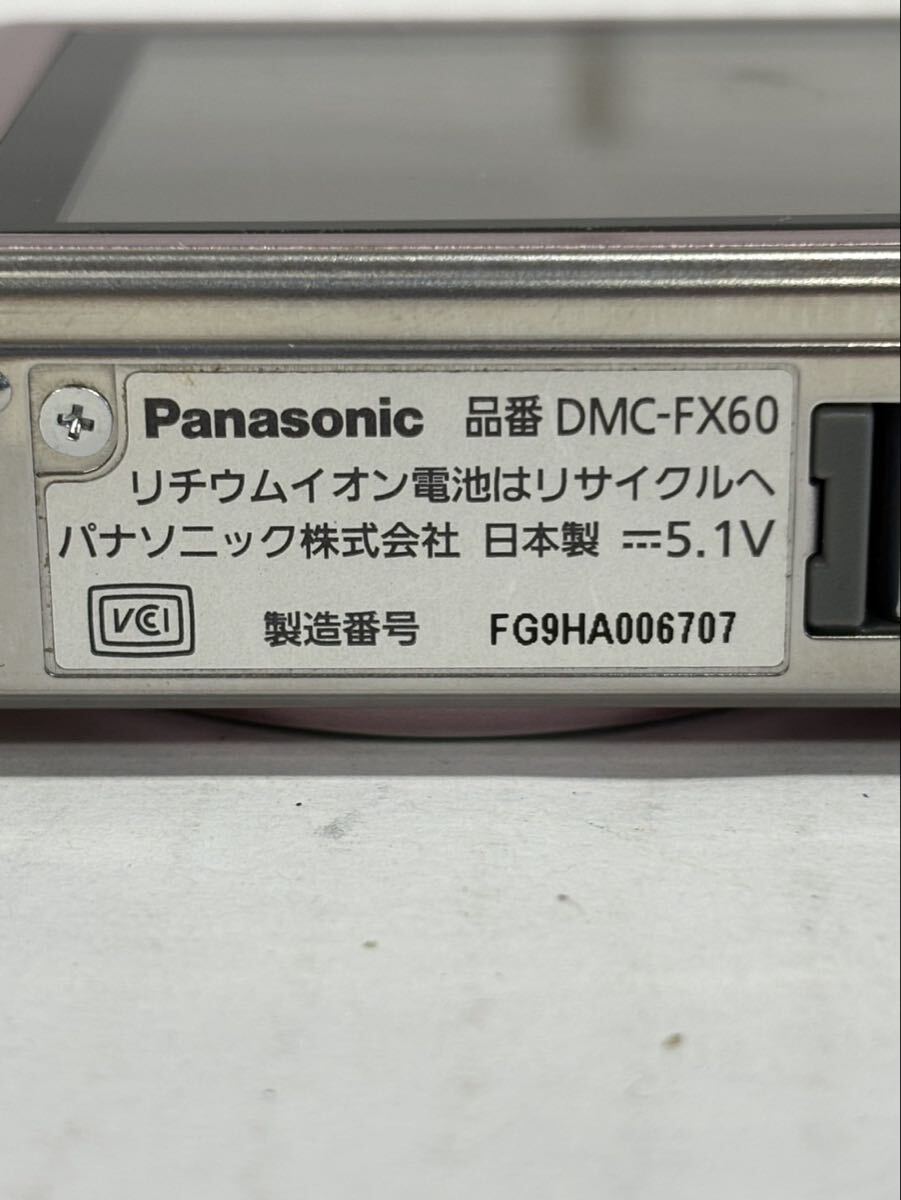 Panasonic 品番 DMC-FX60
リチウムイオン電池はリサイクルへ
パナソニック株式会社 日本製 ⎓5.1V
VCI 製造番号 FG9HA006707